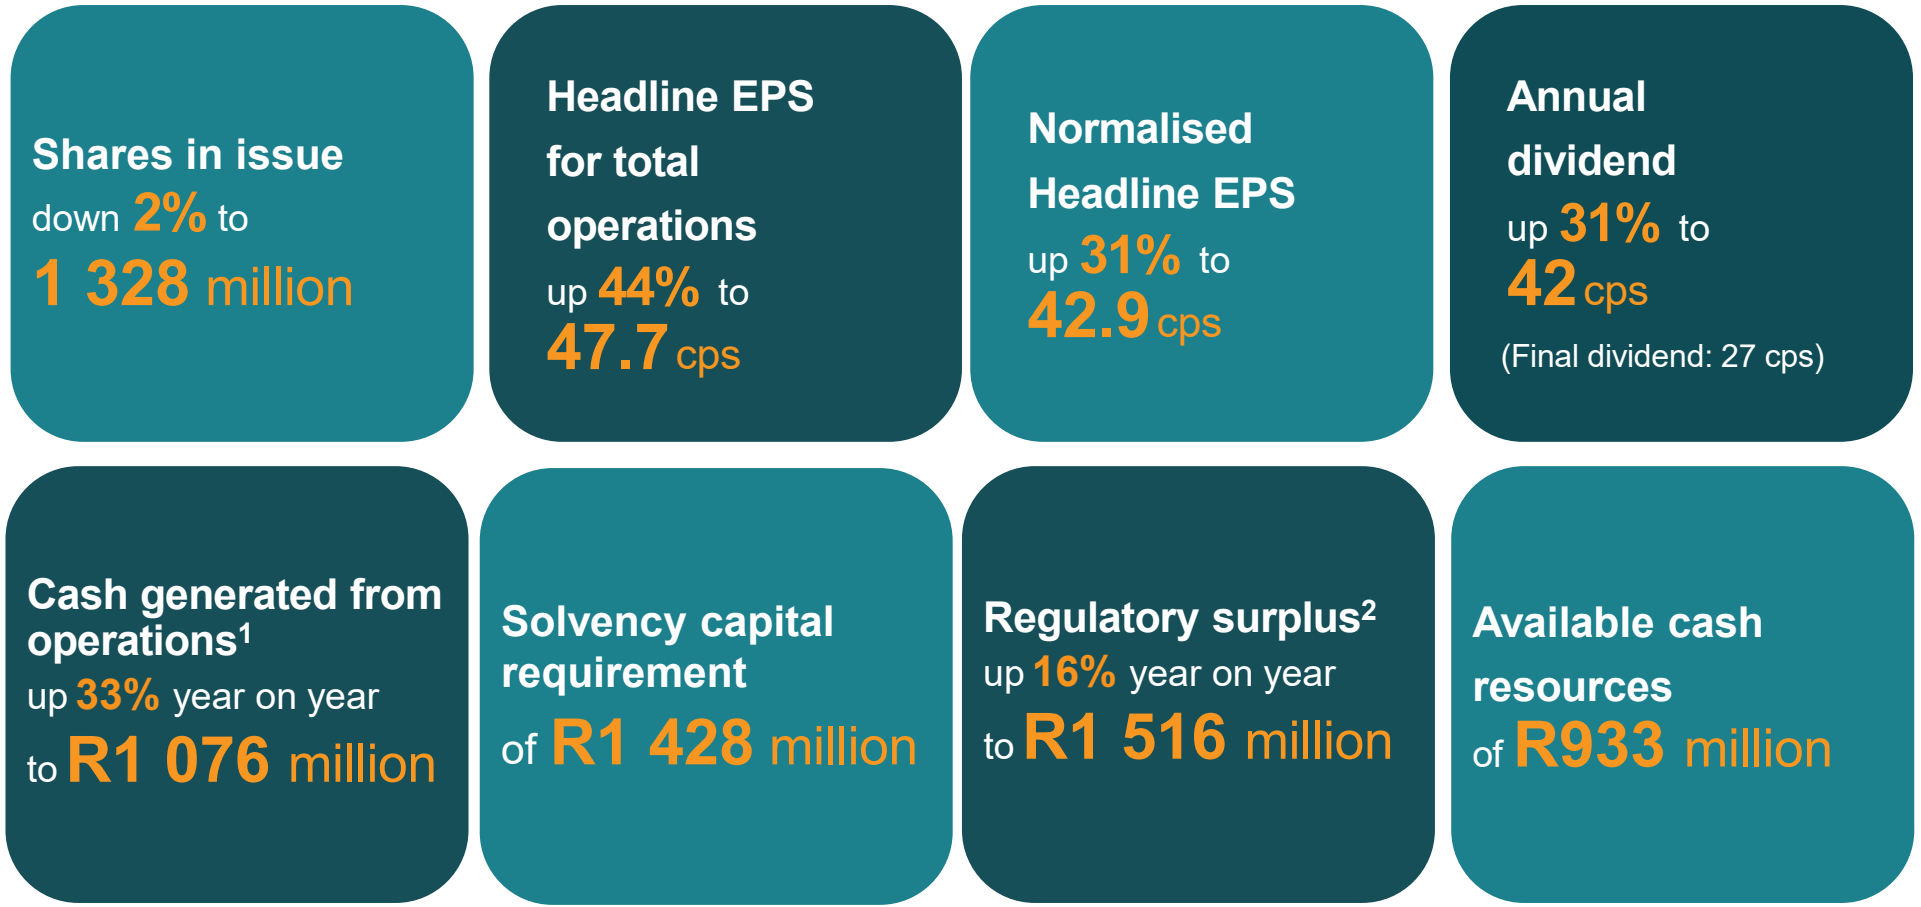 Shares in issue
down 2% to
1 328 million
Headline EPS
for total
operations
up 44% to
47.7 cps
Normalised
Headline EPS
up 31% to
42.9 cps
Annual
dividend
up 31% to
42 cps
(Final dividend: 27 cps)
Cash generated from
operations¹
up 33% year on year
to R1 076 million
Solvency capital
requirement
of R1 428 million
Regulatory surplus²
up 16% year on year
to R1 516 million
Available cash
resources
of R933 million